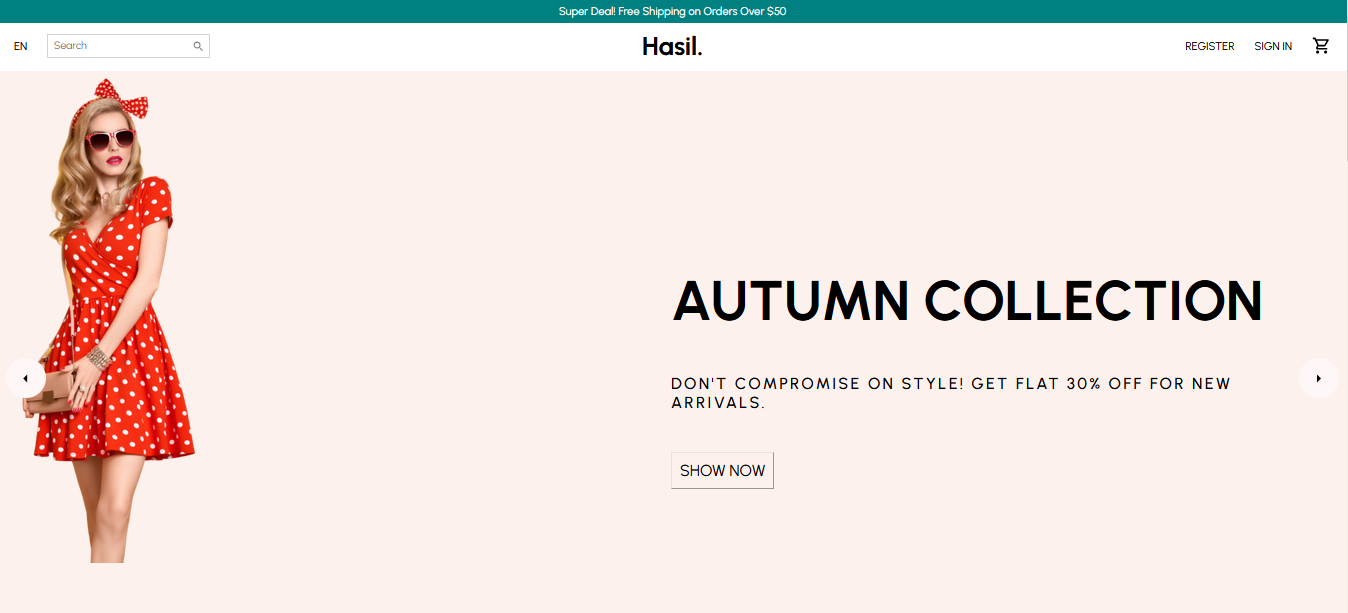 Super Deal! Free Shipping on Orders Over $50
EN
Search
Hasil.
REGISTER
SIGN IN
AUTUMN COLLECTION
DON'T COMPROMISE ON STYLE! GET FLAT 30% OFF FOR NEW
ARRIVALS.
SHOW NOW